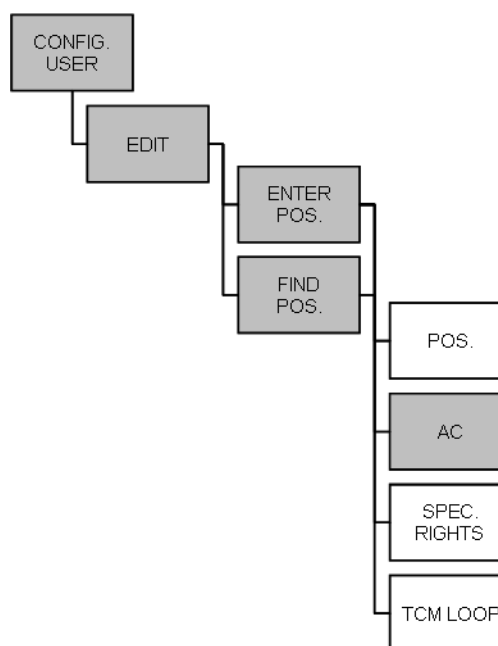 CONFIG.
USER
EDIT
ENTER
POS.
FIND
POS.
POS.
AC
SPEC.
RIGHTS
TCM LOOP